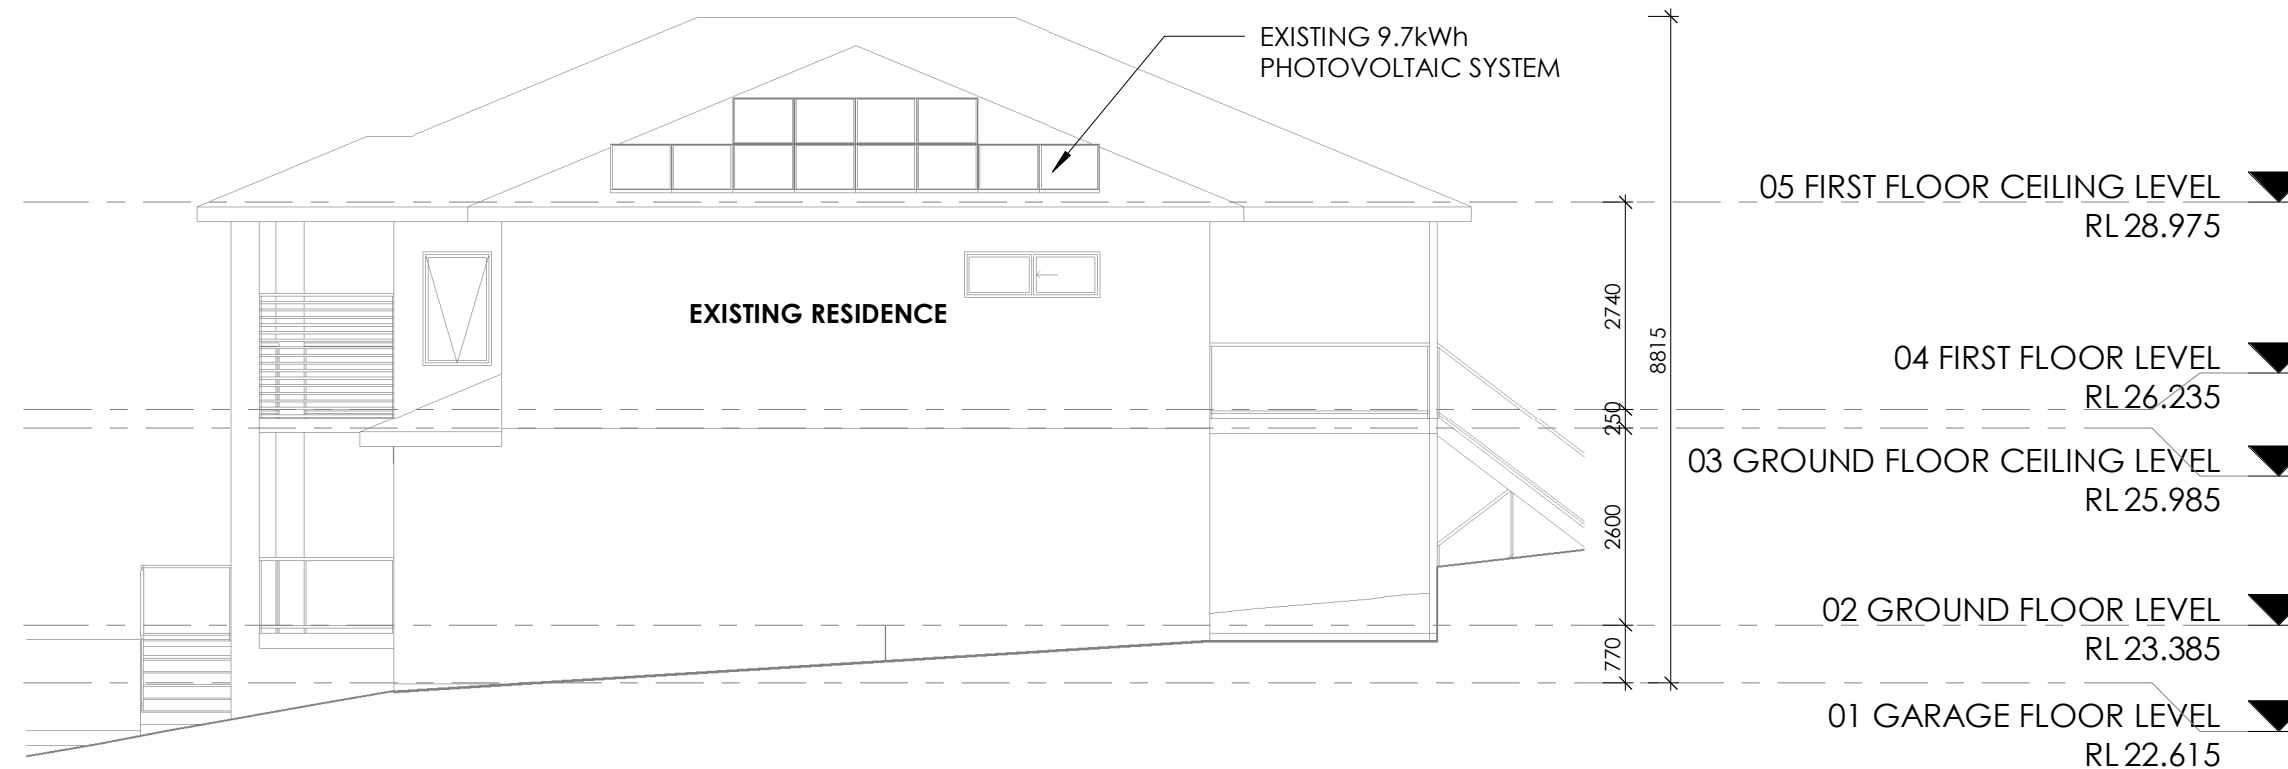 EXISTING 9.7kWh
PHOTOVOLTAIC SYSTEM
05 FIRST FLOOR CEILING LEVEL
RL 28.975
EXISTING RESIDENCE
2740
8815
04 FIRST FLOOR LEVEL
RL 26.235
250
03 GROUND FLOOR CEILING LEVEL
RL 25.985
2600
02 GROUND FLOOR LEVEL
RL 23.385
770
01 GARAGE FLOOR LEVEL
RL 22.615